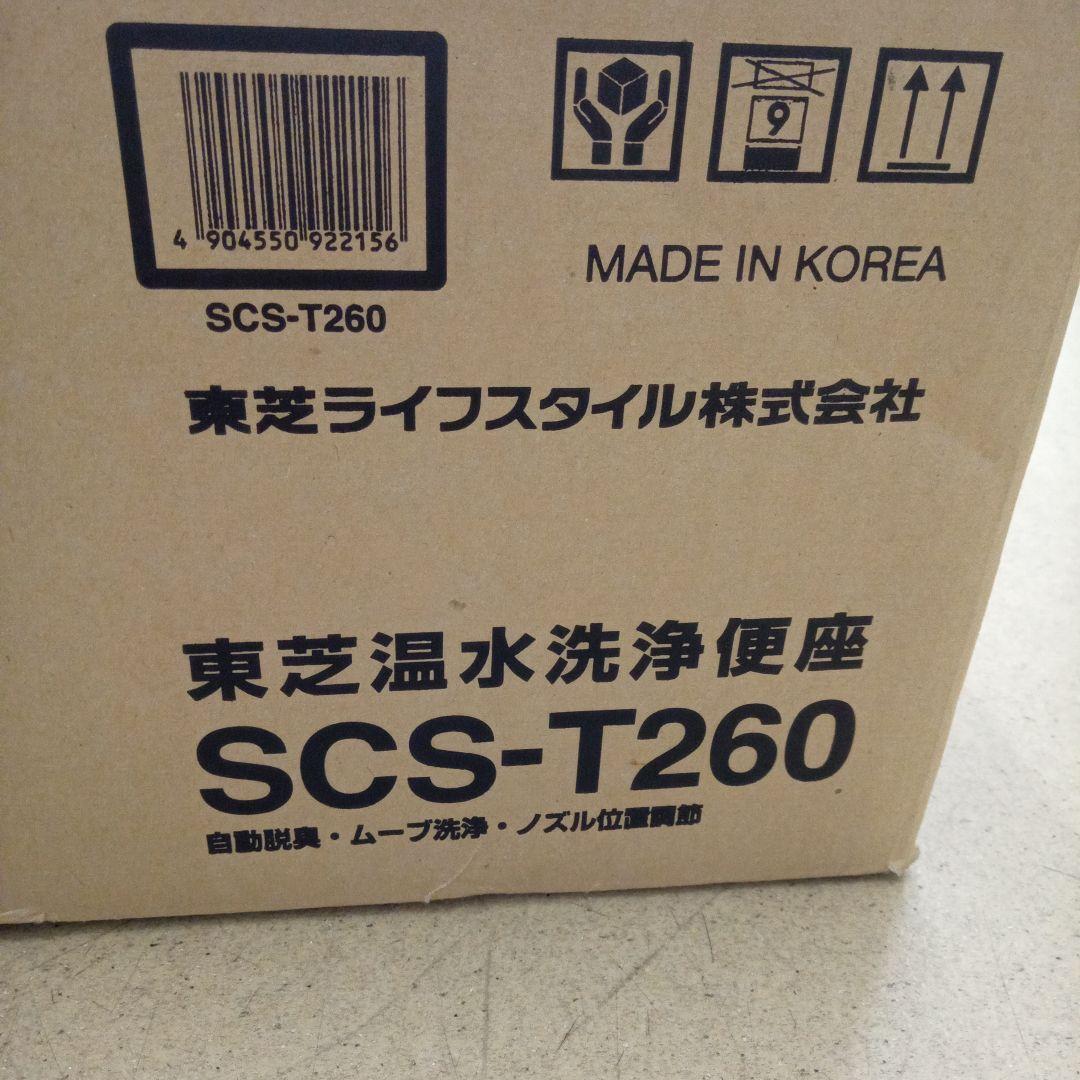 4 904550 922156
SCS-T260
9
MADE IN KOREA
東芝ライフスタイル株式会社
東芝温水洗浄便座
SCS-T260
自動脱臭・ムーブ洗浄・ノズル位置調節